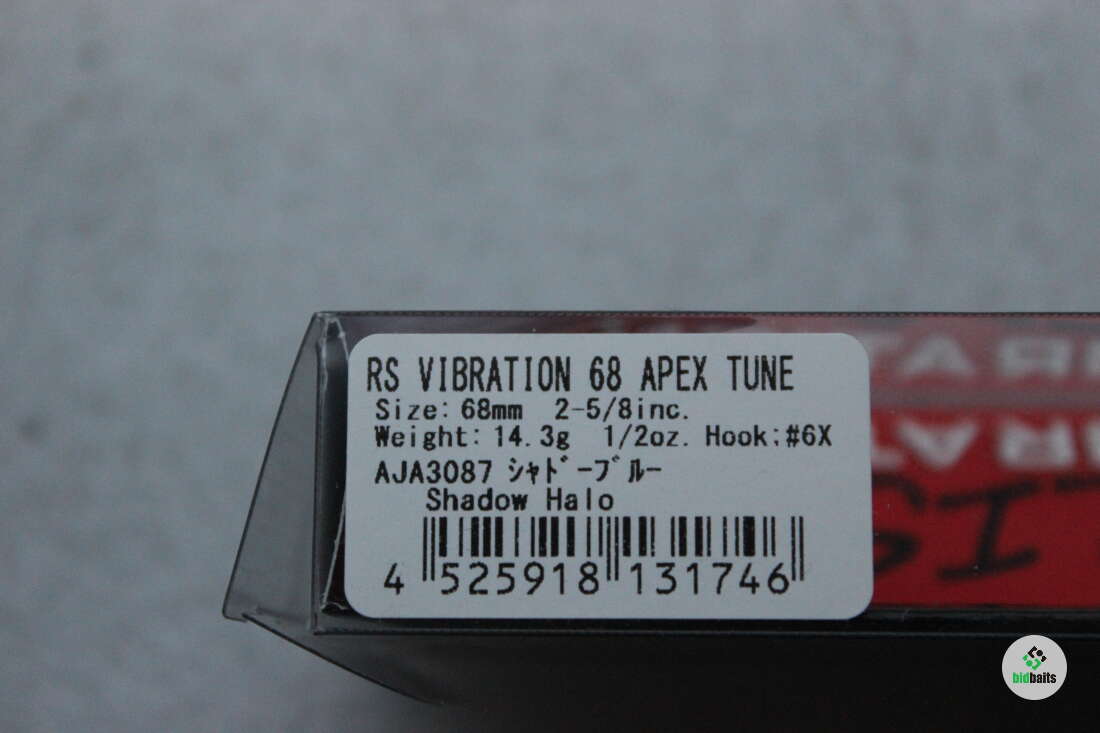 RS VIBRATION 68 APEX TUNE
Size: 68mm 2-5/8inc.
Weight: 14.3g 1/2oz. Hook:#6X
AJA3087 シャドーブルー
Shadow Halo
4 525918 131746
bidbaits